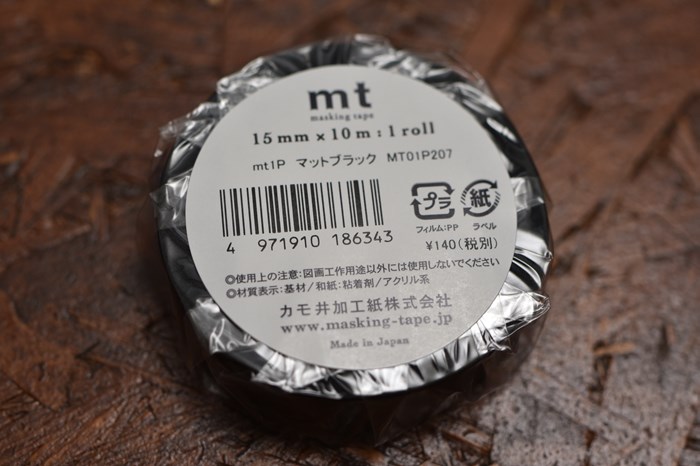 mt
masking tape
15mm × 10m : 1 roll
mt1P マットブラック MT01P207
プラ 紙
フィルム:PP ラベル
4 971910 186343
¥140(税別)
◎使用上の注意:図画工作用途以外には使用しないでください
◎材質表示:基材/和紙:粘着剤/アクリル系
カモ井加工紙株式会社
www.masking-tape.jp
Made in Japan